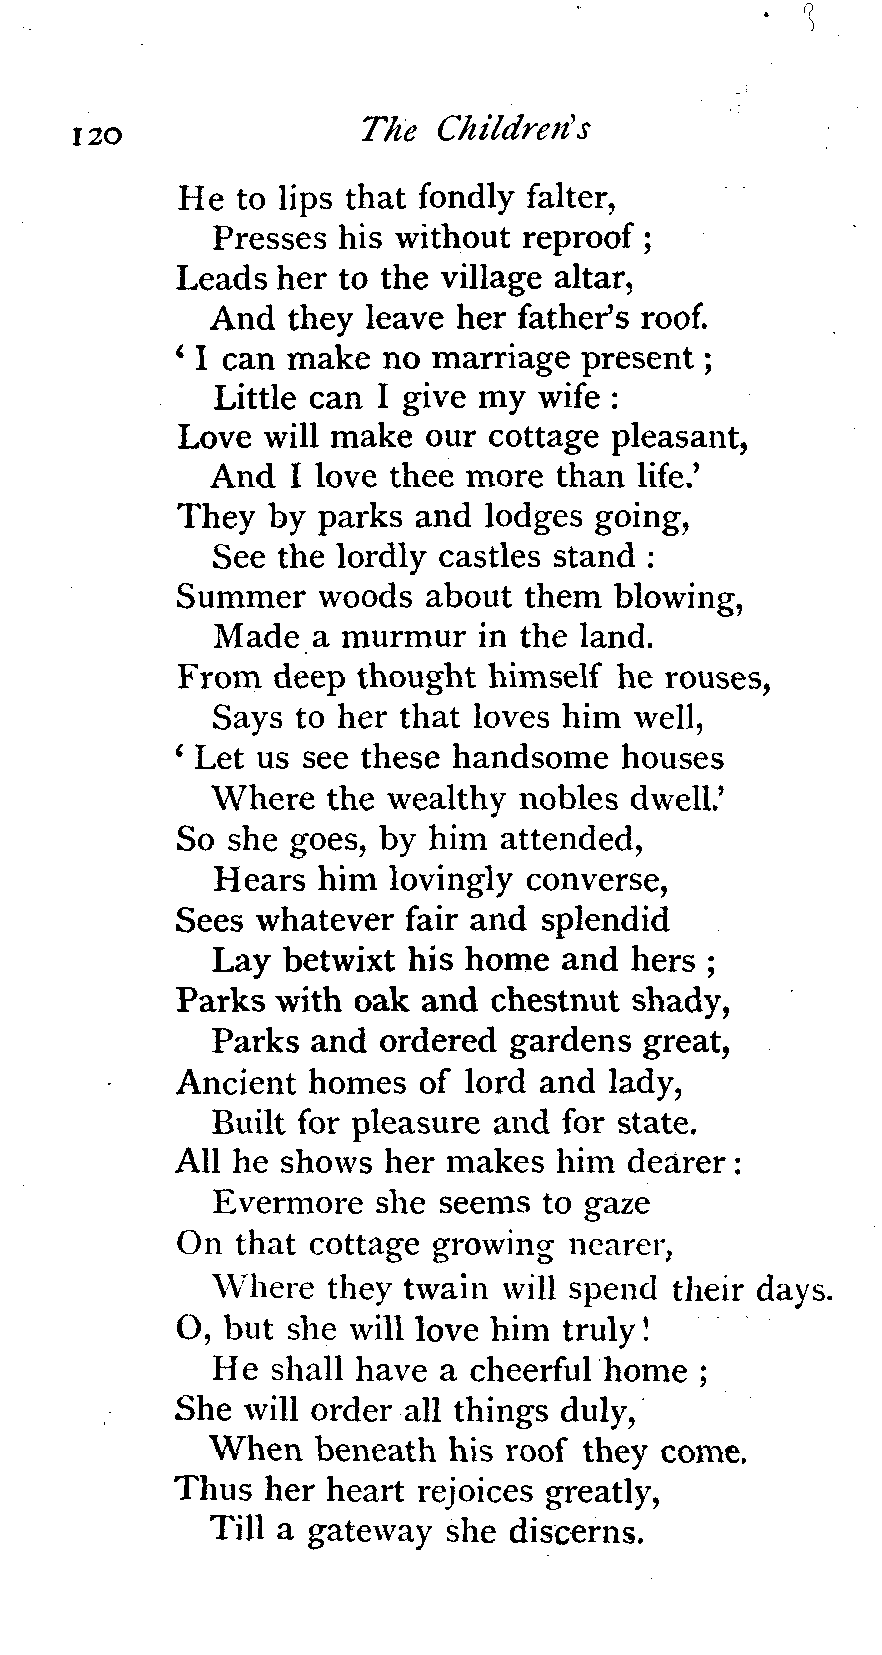 120 The Children's
He to lips that fondly falter,
Presses his without reproof ;
Leads her to the village altar,
And they leave her father's roof.
‘ I can make no marriage present ;
Little can I give my wife :
Love will make our cottage pleasant,
And I love thee more than life.’
They by parks and lodges going,
See the lordly castles stand :
Summer woods about them blowing,
Made a murmur in the land.
From deep thought himself he rouses,
Says to her that loves him well,
‘ Let us see these handsome houses
Where the wealthy nobles dwell.’
So she goes, by him attended,
Hears him lovingly converse,
Sees whatever fair and splendid
Lay betwixt his home and hers ;
Parks with oak and chestnut shady,
Parks and ordered gardens great,
Ancient homes of lord and lady,
Built for pleasure and for state.
All he shows her makes him dearer :
Evermore she seems to gaze
On that cottage growing nearer,
Where they twain will spend their days.
O, but she will love him truly !
He shall have a cheerful home ;
She will order all things duly,
When beneath his roof they come.
Thus her heart rejoices greatly,
Till a gateway she discerns.